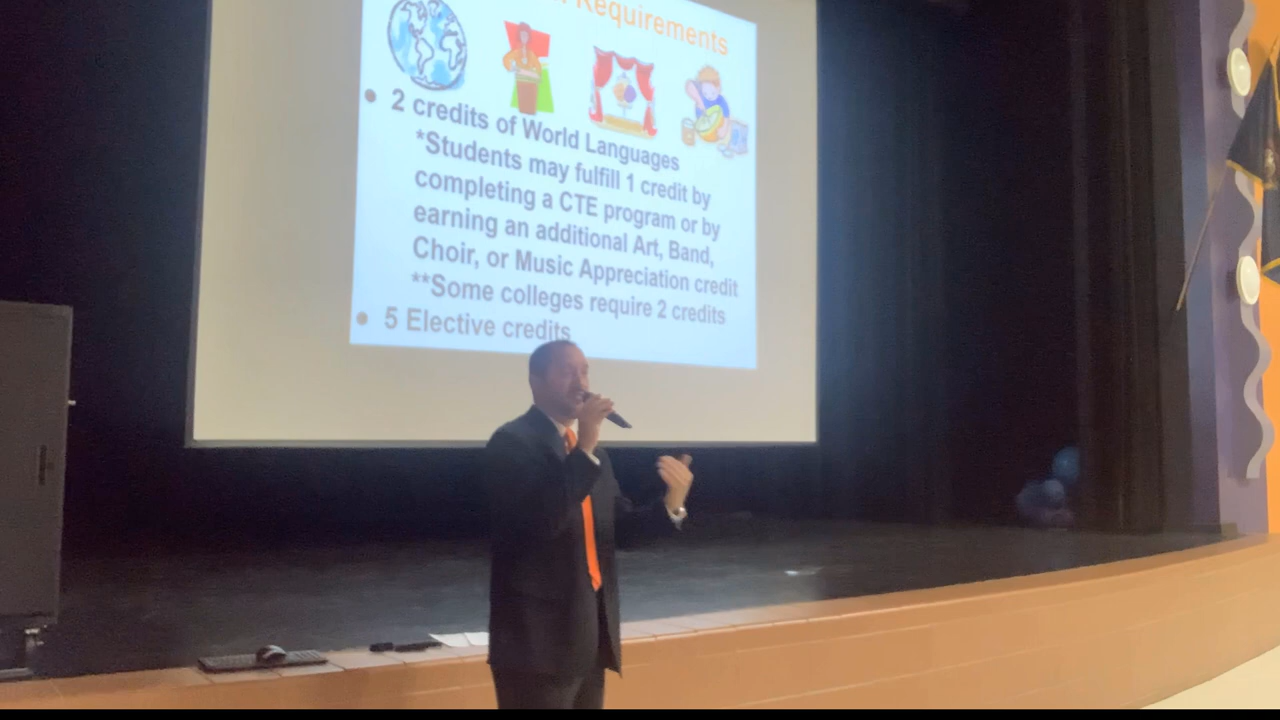 Requirements
• 2 credits of World Languages
*Students may fulfill 1 credit by
completing a CTE program or by
earning an additional Art, Band,
Choir, or Music Appreciation credit
**Some colleges require 2 credits
• 5 Elective credits